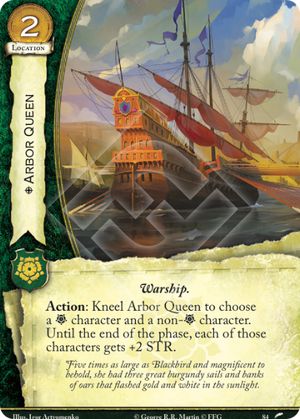 2
Location
Arbor Queen
Warship.
Action: Kneel Arbor Queen to choose
a character and a non- character.
Until the end of the phase, each of those
characters gets +2 STR.
"Five times as large as Blackbird and magnificent to
behold, she had three great burgundy sails and banks
of oars that flashed gold and white in the sunlight.
Illus. Igor Artyomenko
© George R.R. Martin © FFG
84